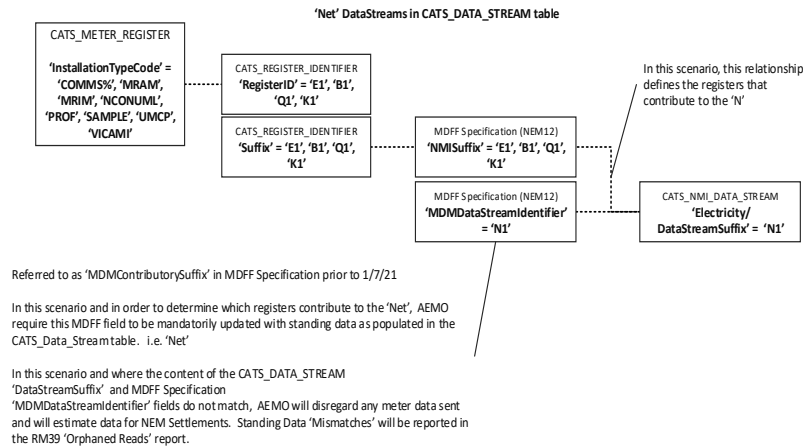 'Net' DataStreams in CATS_DATA_STREAM table
CATS_METER_REGISTER
'InstallationTypeCode' =
'COMMS%', 'MRAM',
'MRIM', 'NCONUML',
'PROF', 'SAMPLE', 'UMCP',
'VICAMI'
CATS_REGISTER_IDENTIFIER
'RegisterID' = 'E1', 'B1',
'Q1', 'K1'
CATS_REGISTER_IDENTIFIER
'Suffix' = 'E1', 'B1', 'Q1',
'K1'
MDFF Specification (NEM12)
'NMISuffix' = 'E1', 'B1', 'Q1',
'K1'
MDFF Specification (NEM12)
'MDMDataStreamIdentifier'
= 'N1'
In this scenario, this relationship
defines the registers that
contribute to the 'N'
CATS_NMI_DATA_STREAM
'Electricity/
DataStreamSuffix' = 'N1'
Referred to as 'MDMContributorySuffix' in MDFF Specification prior to 1/7/21
In this scenario and in order to determine which registers contribute to the 'Net', AEMO
require this MDFF field to be mandatorily updated with standing data as populated in the
CATS_Data_Stream table. i.e. 'Net'
In this scenario and where the content of the CATS_DATA_STREAM
'DataStreamSuffix' and MDFF Specification
'MDMDataStreamIdentifier' fields do not match, AEMO will disregard any meter data sent
and will estimate data for NEM Settlements. Standing Data 'Mismatches' will be reported in
the RM39 'Orphaned Reads' report.